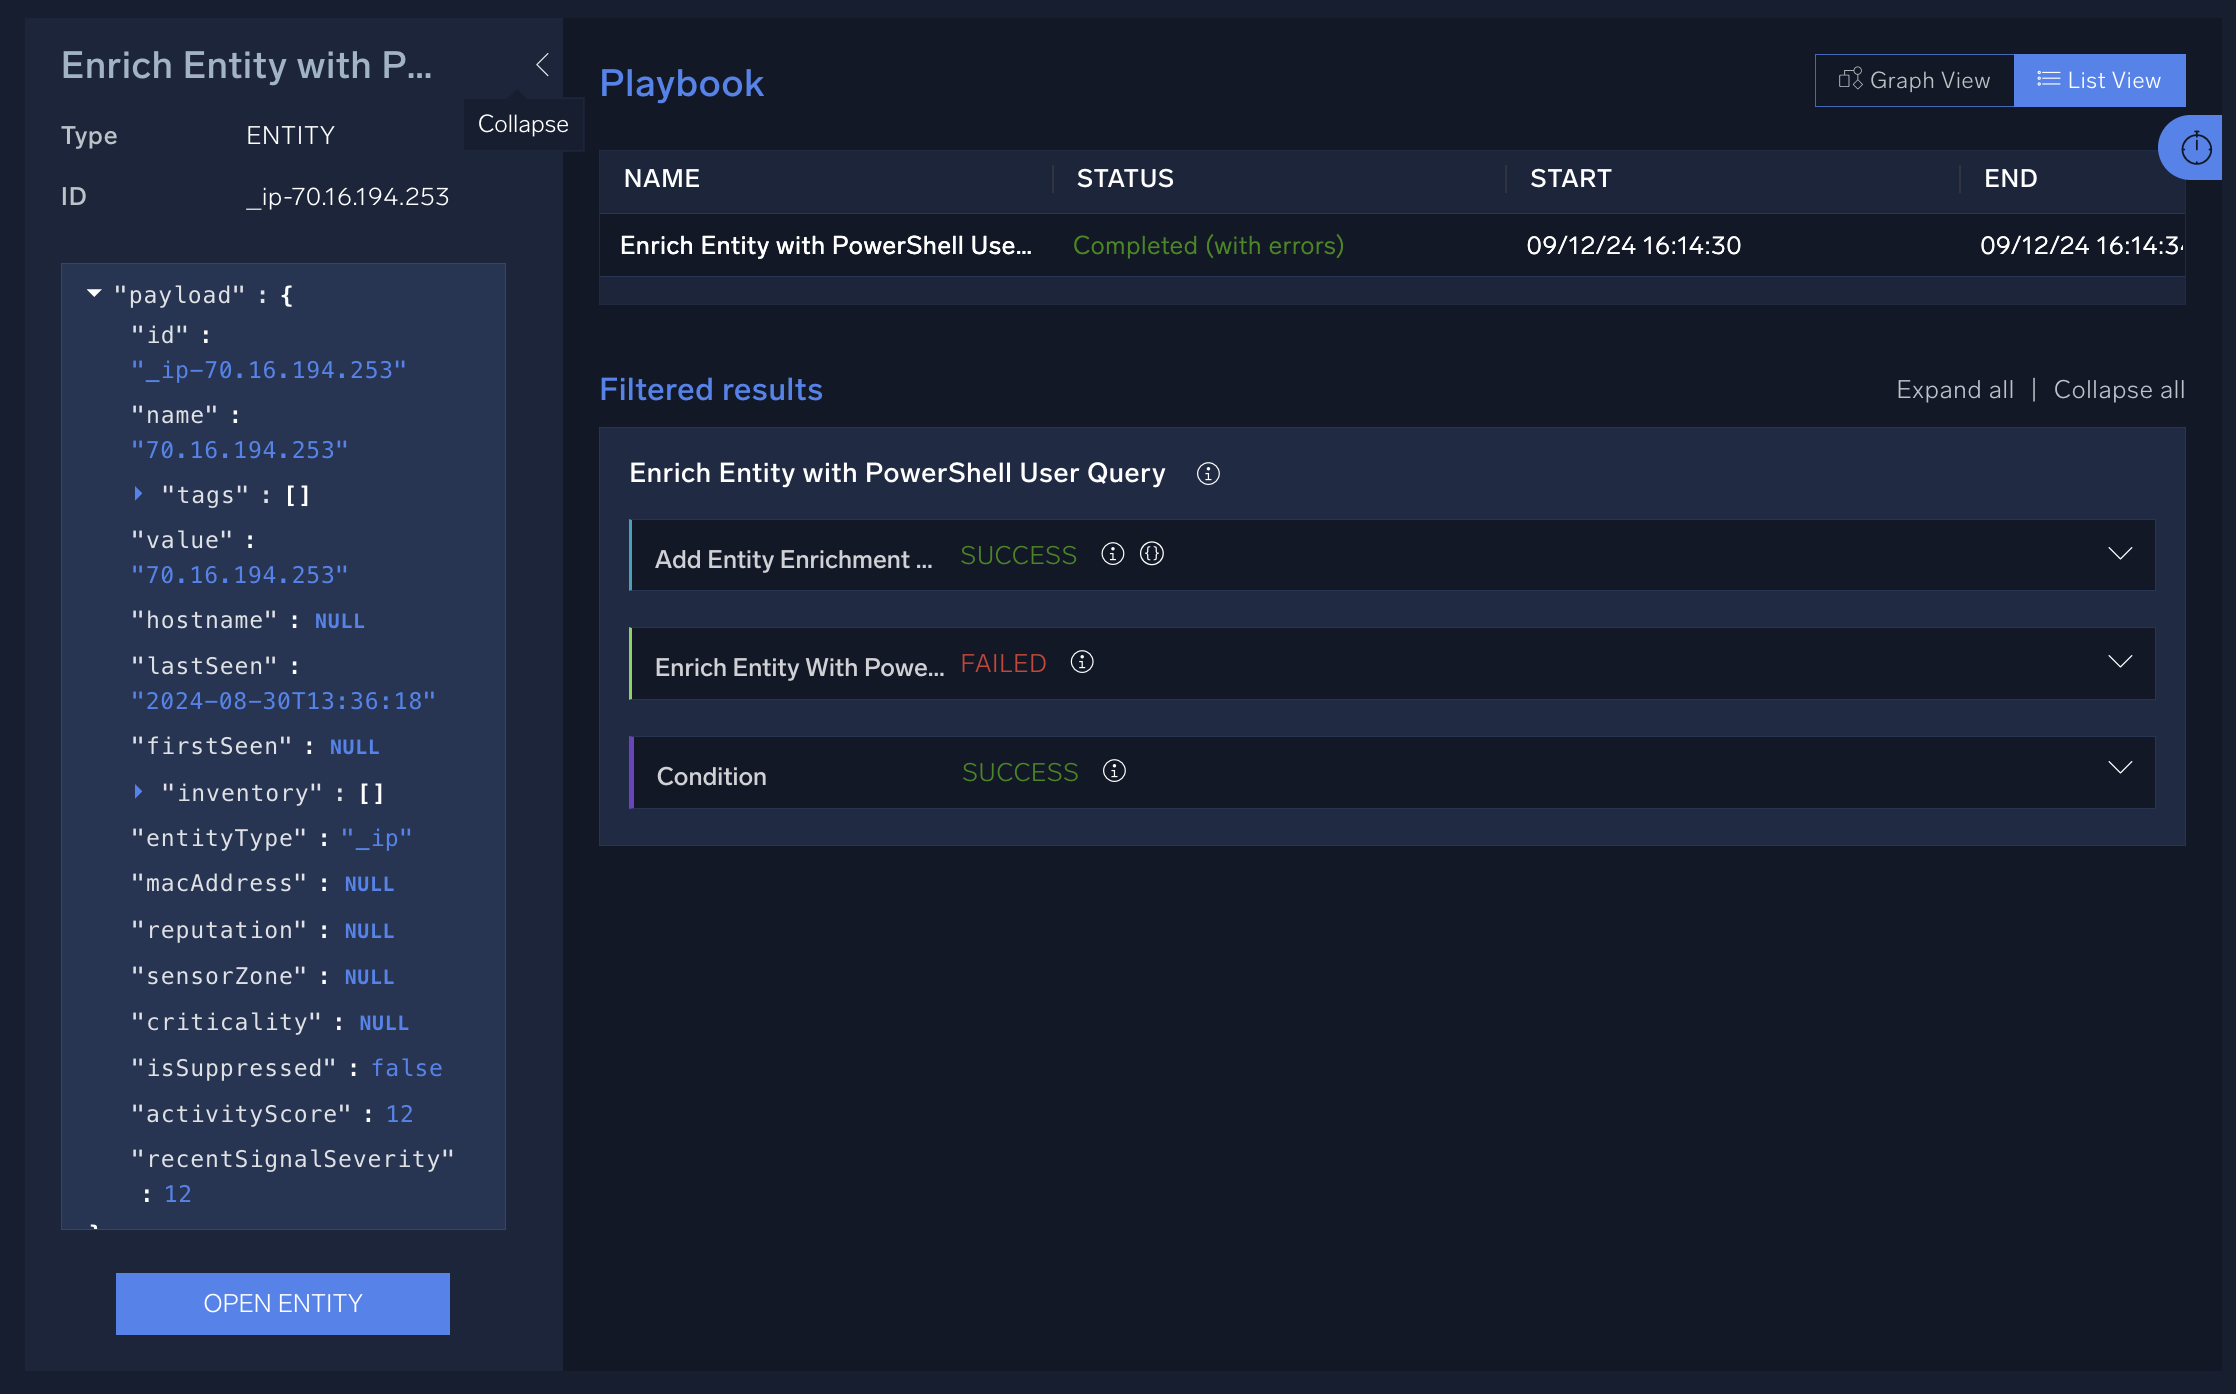 Enrich Entity with P...
Collapse
Type ENTITY
ID _ip-70.16.194.253
"payload" : {
"id" :
"_ip-70.16.194.253"
"name" :
"70.16.194.253"
"tags" : []
"value" :
"70.16.194.253"
"hostname" : NULL
"lastSeen" :
"2024-08-30T13:36:18"
"firstSeen" : NULL
"inventory" : []
"entityType" : "_ip"
"macAddress" : NULL
"reputation" : NULL
"sensorZone" : NULL
"criticality" : NULL
"isSuppressed" : false
"activityScore" : 12
"recentSignalSeverity"
: 12
}
OPEN ENTITY
Playbook
Graph View
List View
NAME STATUS START END
Enrich Entity with PowerShell Use... Completed (with errors) 09/12/24 16:14:30 09/12/24 16:14:34
Filtered results
Expand all | Collapse all
Enrich Entity with PowerShell User Query
Add Entity Enrichment ... SUCCESS
Enrich Entity With Powe... FAILED
Condition SUCCESS